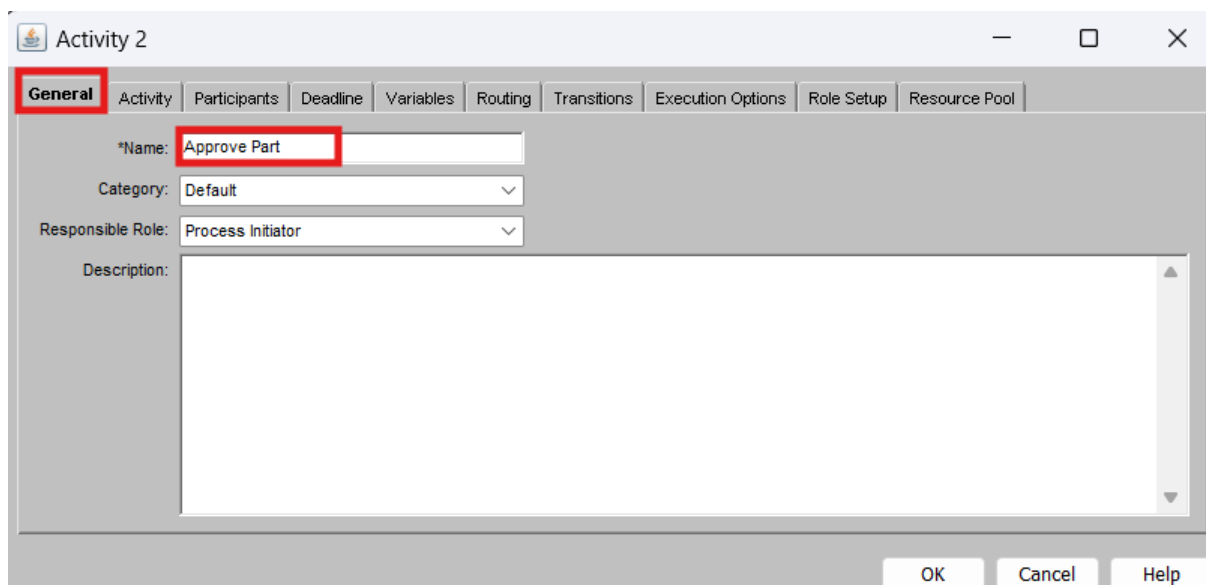 Activity 2
General Activity Participants Deadline Variables Routing Transitions Execution Options Role Setup Resource Pool
*Name: Approve Part
Category: Default
Responsible Role: Process Initiator
Description:
OK Cancel Help